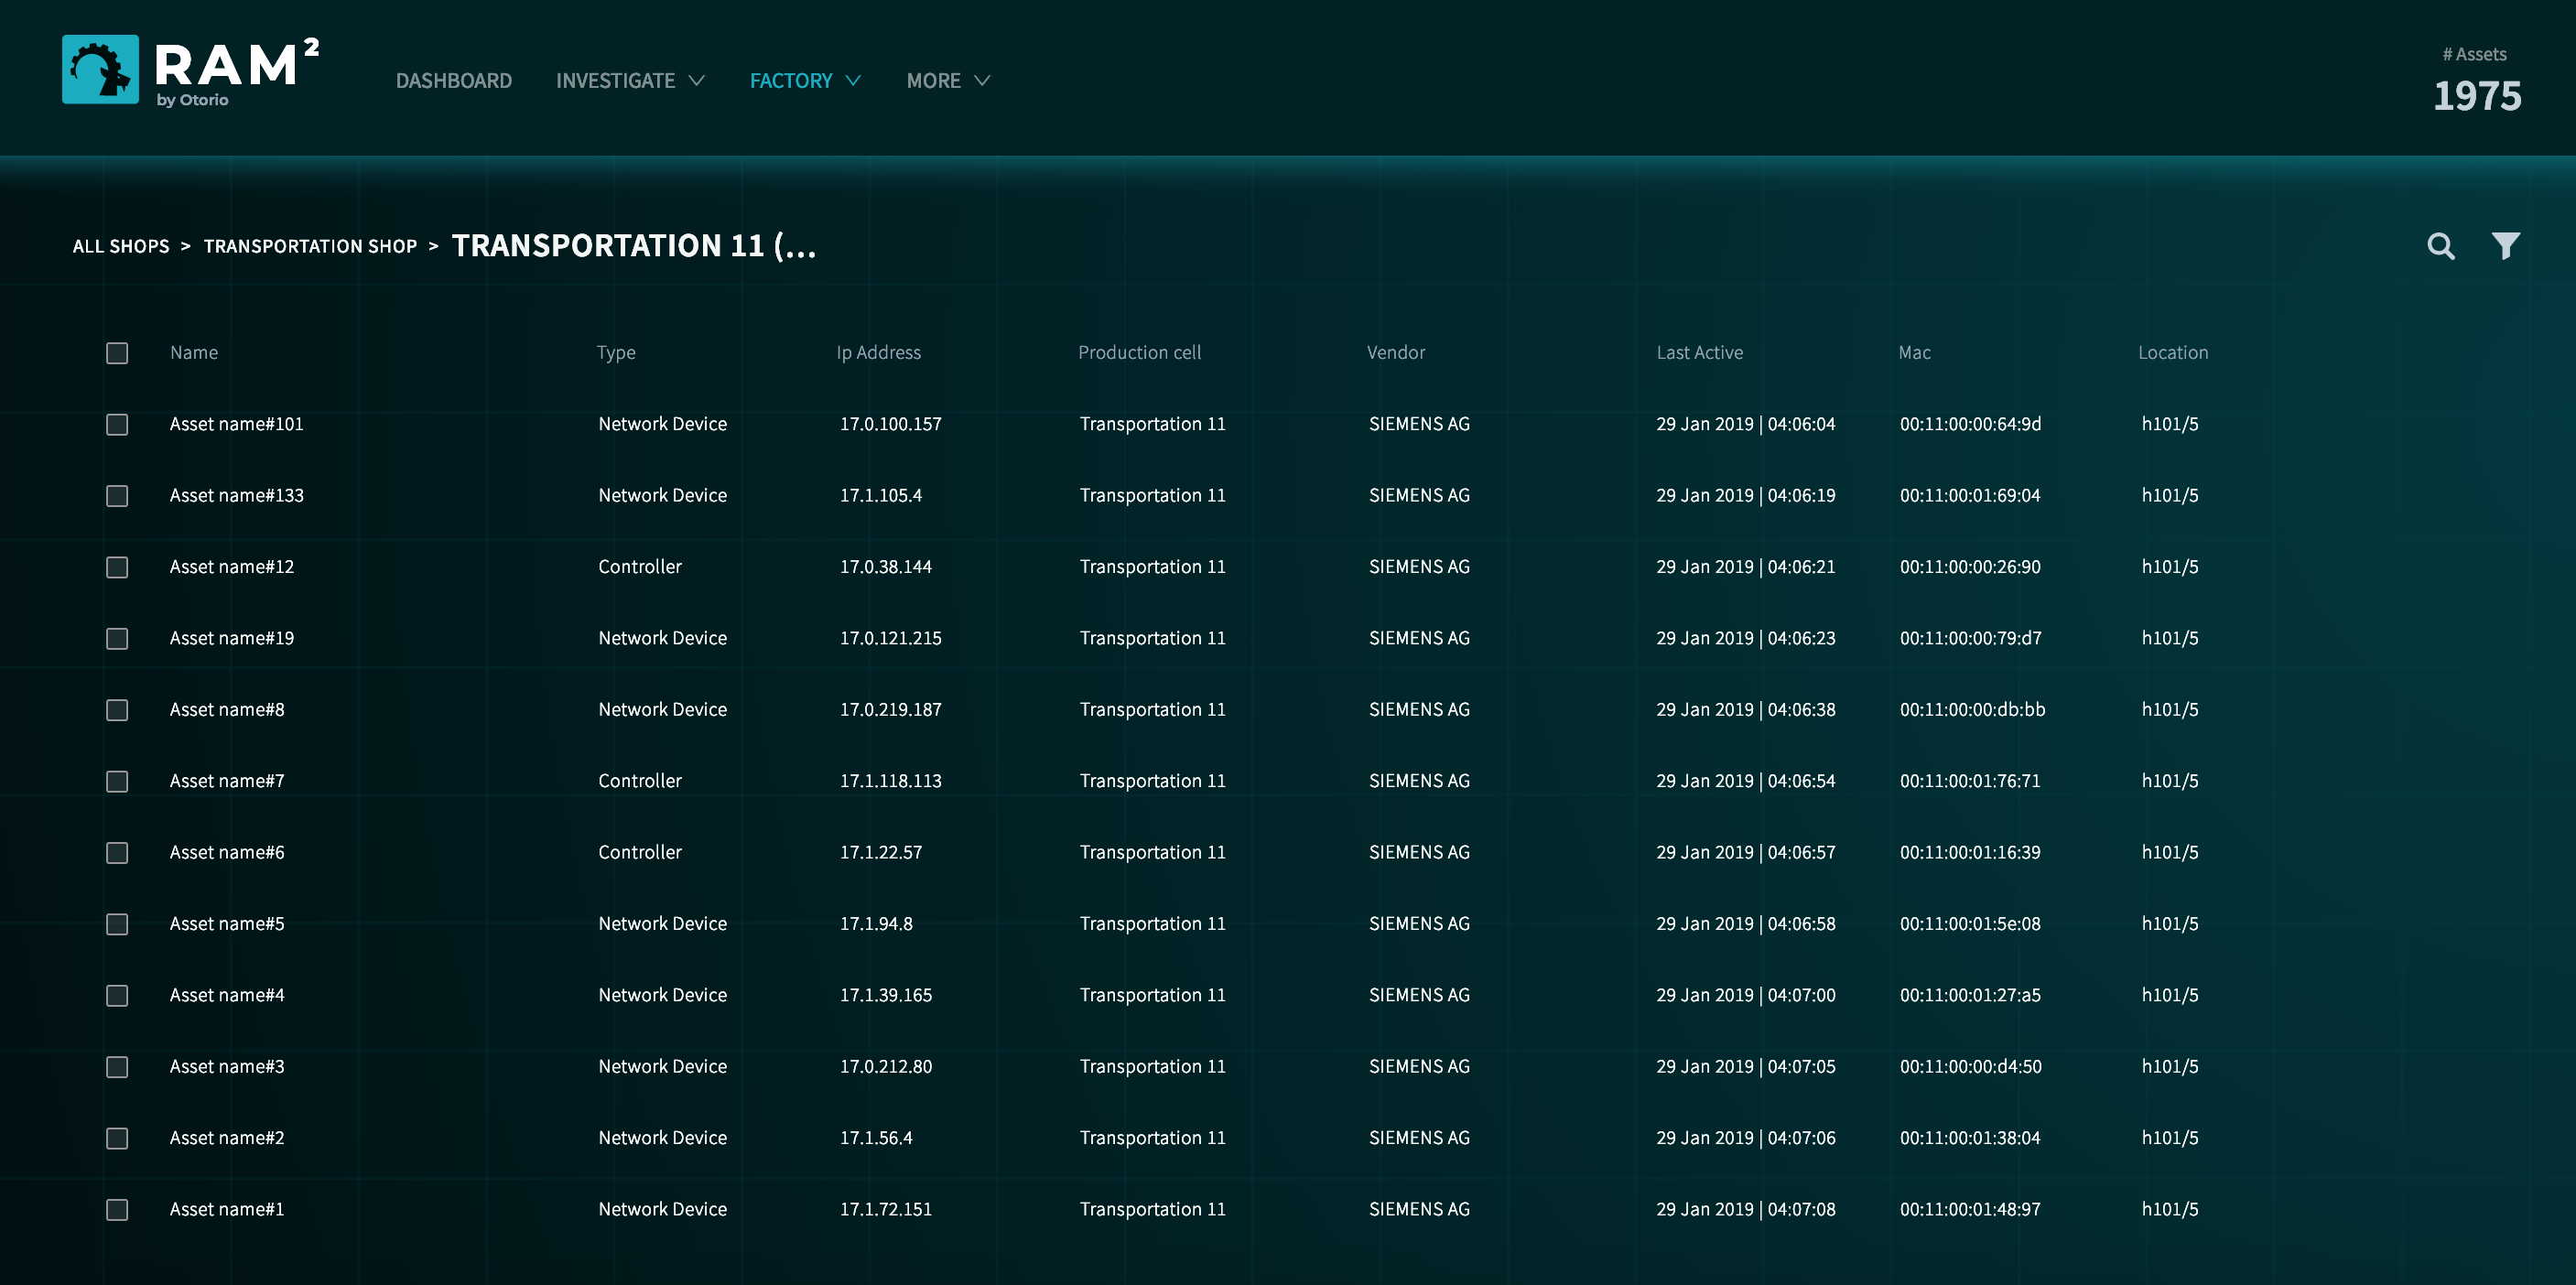 RAM²
by Otorio
DASHBOARD INVESTIGATE FACTORY MORE
# Assets
1975
ALL SHOPS > TRANSPORTATION SHOP > TRANSPORTATION 11 (...
Name Type Ip Address Production cell Vendor Last Active Mac Location
Asset name#101 Network Device 17.0.100.157 Transportation 11 SIEMENS AG 29 Jan 2019 | 04:06:04 00:11:00:00:64:9d h101/5
Asset name#133 Network Device 17.1.105.4 Transportation 11 SIEMENS AG 29 Jan 2019 | 04:06:19 00:11:00:01:69:04 h101/5
Asset name#12 Controller 17.0.38.144 Transportation 11 SIEMENS AG 29 Jan 2019 | 04:06:21 00:11:00:00:26:90 h101/5
Asset name#19 Network Device 17.0.121.215 Transportation 11 SIEMENS AG 29 Jan 2019 | 04:06:23 00:11:00:00:79:d7 h101/5
Asset name#8 Network Device 17.0.219.187 Transportation 11 SIEMENS AG 29 Jan 2019 | 04:06:38 00:11:00:00:db:bb h101/5
Asset name#7 Controller 17.1.118.113 Transportation 11 SIEMENS AG 29 Jan 2019 | 04:06:54 00:11:00:01:76:71 h101/5
Asset name#6 Controller 17.1.22.57 Transportation 11 SIEMENS AG 29 Jan 2019 | 04:06:57 00:11:00:01:16:39 h101/5
Asset name#5 Network Device 17.1.94.8 Transportation 11 SIEMENS AG 29 Jan 2019 | 04:06:58 00:11:00:01:5e:08 h101/5
Asset name#4 Network Device 17.1.39.165 Transportation 11 SIEMENS AG 29 Jan 2019 | 04:07:00 00:11:00:01:27:a5 h101/5
Asset name#3 Network Device 17.0.212.80 Transportation 11 SIEMENS AG 29 Jan 2019 | 04:07:05 00:11:00:00:d4:50 h101/5
Asset name#2 Network Device 17.1.56.4 Transportation 11 SIEMENS AG 29 Jan 2019 | 04:07:06 00:11:00:01:38:04 h101/5
Asset name#1 Network Device 17.1.72.151 Transportation 11 SIEMENS AG 29 Jan 2019 | 04:07:08 00:11:00:01:48:97 h101/5